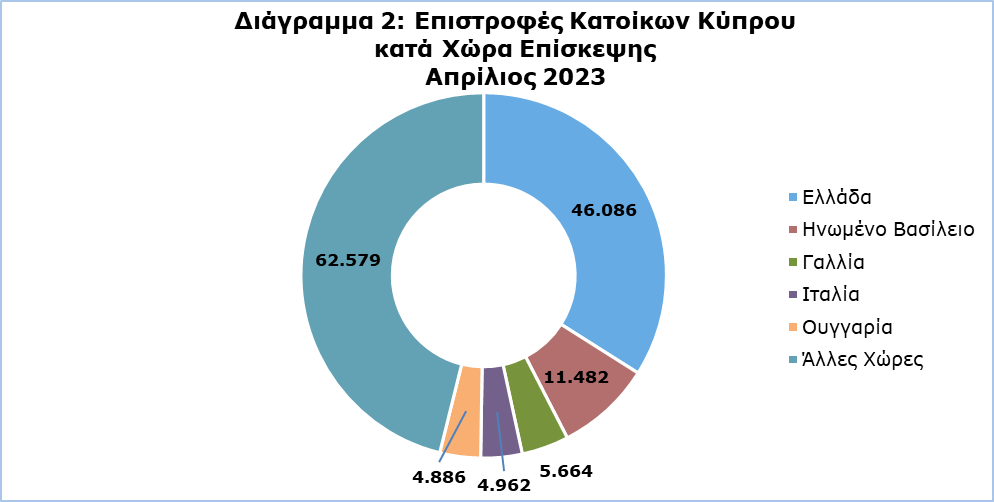 Διάγραμμα 2: Επιστροφές Κατοίκων Κύπρου
κατά Χώρα Επίσκεψης
Απρίλιος 2023
46.086
11.482
5.664
4.962
4.886
62.579
Ελλάδα
Ηνωμένο Βασίλειο
Γαλλία
Ιταλία
Ουγγαρία
Άλλες Χώρες